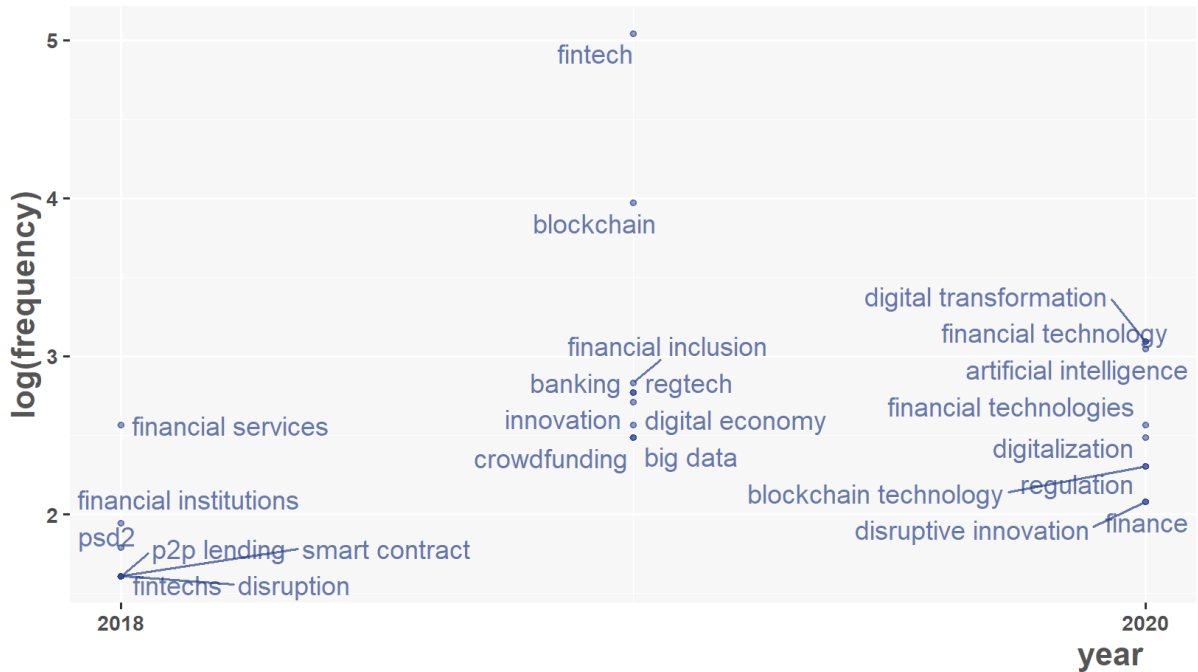 5
fintech
4
blockchain
log(frequency)
digital transformation
financial technology
financial inclusion
3
artificial intelligence
banking regtech
financial technologies
innovation digital economy
financial services
digitalization
crowdfunding big data
regulation
blockchain technology
financial institutions
2
finance
disruptive innovation
psd2
p2p lending smart contract
fintechs disruption
2018 2020
year